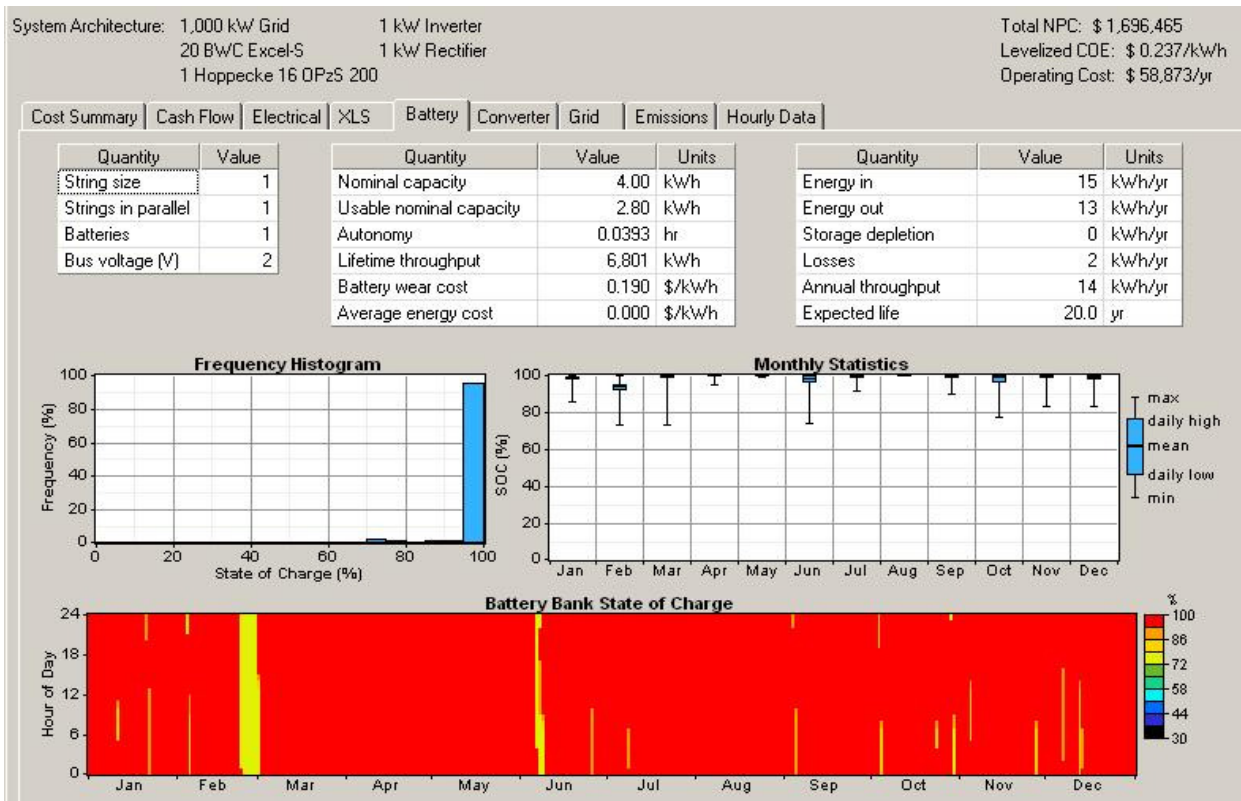 System Architecture: 1,000 kW Grid 1 kW Inverter Total NPC: $ 1,696,465
20 BWC Excel-S 1 kW Rectifier Levelized COE: $ 0.237/kWh
1 Hoppecke 16 OPzS 200 Operating Cost: $ 58,873/yr
Cost Summary Cash Flow Electrical XLS Battery Converter Grid Emissions Hourly Data
Quantity Value
String size 1
Strings in parallel 1
Batteries 1
Bus voltage (V) 2
Quantity Value Units
Nominal capacity 4.00 kWh
Usable nominal capacity 2.80 kWh
Autonomy 0.0393 hr
Lifetime throughput 6,801 kWh
Battery wear cost 0.190 $/kWh
Average energy cost 0.000 $/kWh
Quantity Value Units
Energy in 15 kWh/yr
Energy out 13 kWh/yr
Storage depletion 0 kWh/yr
Losses 2 kWh/yr
Annual throughput 14 kWh/yr
Expected life 20.0 yr
Frequency Histogram
Frequency (%)
100
80
60
40
20
0
0 20 40 60 80 100
State of Charge (%)
Monthly Statistics
SOC (%)
100
80
60
40
20
0
Jan Feb Mar Apr May Jun Jul Aug Sep Oct Nov Dec
max
daily high
mean
daily low
min
Battery Bank State of Charge
Hour of Day
24
18
12
6
0
Jan Feb Mar Apr May Jun Jul Aug Sep Oct Nov Dec
%
100
86
72
58
44
30